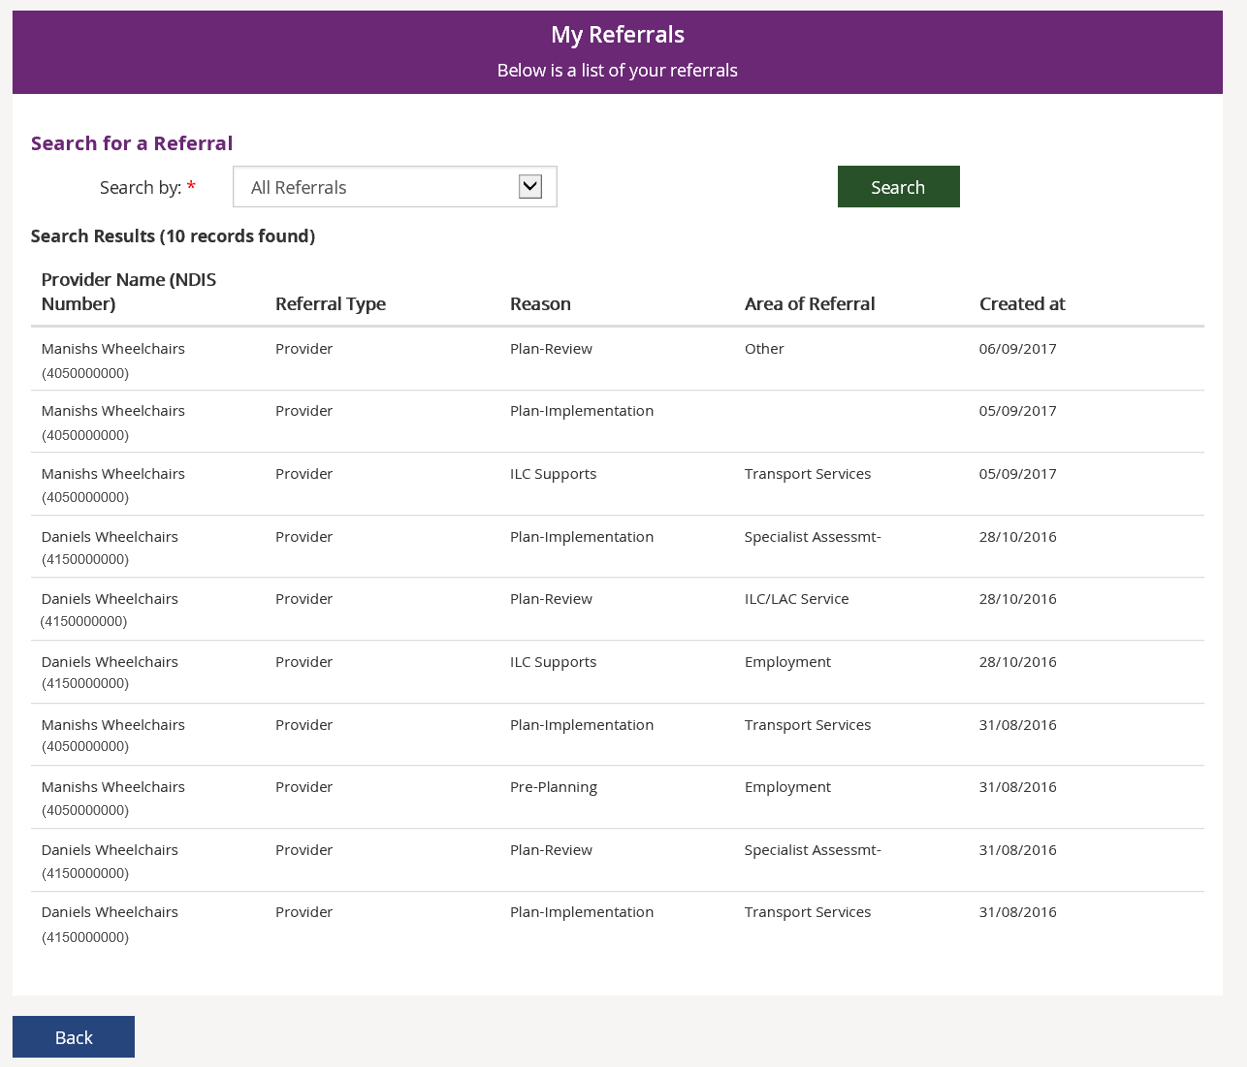 My Referrals
Below is a list of your referrals
Search for a Referral
Search by: * All Referrals Search
Search Results (10 records found)
Provider Name (NDIS
Number) Referral Type Reason Area of Referral Created at
Manishs Wheelchairs Provider Plan-Review Other 06/09/2017
(4050000000)
Manishs Wheelchairs Provider Plan-Implementation 05/09/2017
(4050000000)
Manishs Wheelchairs Provider ILC Supports Transport Services 05/09/2017
(4050000000)
Daniels Wheelchairs Provider Plan-Implementation Specialist Assessmt- 28/10/2016
(4150000000)
Daniels Wheelchairs Provider Plan-Review ILC/LAC Service 28/10/2016
(4150000000)
Daniels Wheelchairs Provider ILC Supports Employment 28/10/2016
(4150000000)
Manishs Wheelchairs Provider Plan-Implementation Transport Services 31/08/2016
(4050000000)
Manishs Wheelchairs Provider Pre-Planning Employment 31/08/2016
(4050000000)
Daniels Wheelchairs Provider Plan-Review Specialist Assessmt- 31/08/2016
(4150000000)
Daniels Wheelchairs Provider Plan-Implementation Transport Services 31/08/2016
(4150000000)
Back